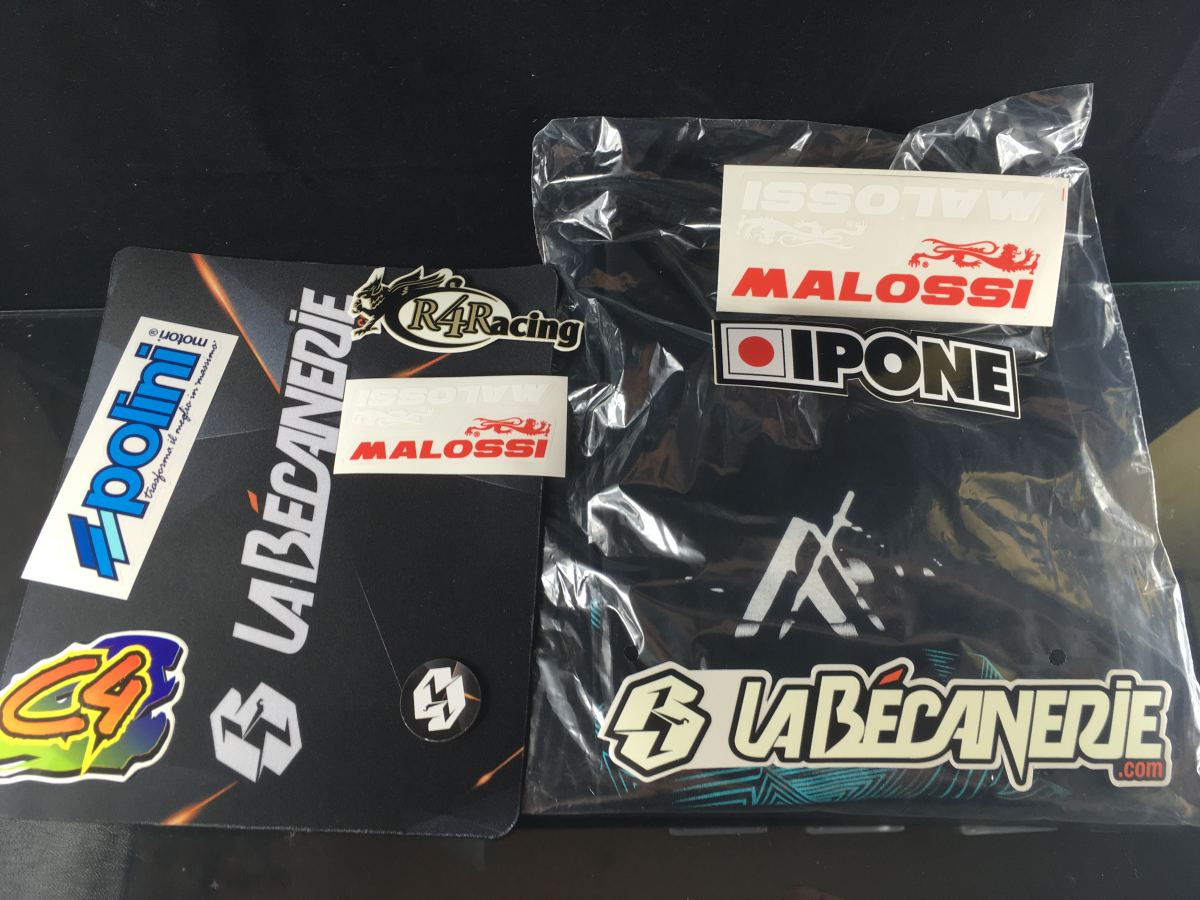 polini
motori®
trasforma il meglio in massimo®
LABÉCANERIE
R4Racing
MALOSSI
MALOSSI
C4
MALOSSI
MALOSSI
IPONE
LABÉCANERIE
.com